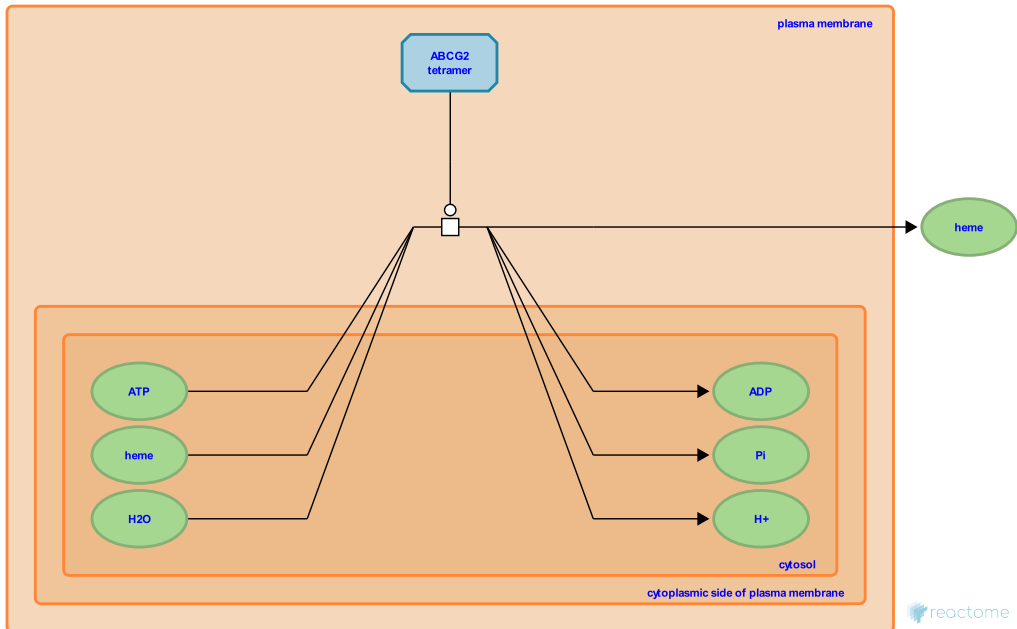 plasma membrane
ABCG2
tetramer
heme
ATP
ADP
heme
Pi
H2O
H+
cytosol
cytoplasmic side of plasma membrane
reactome